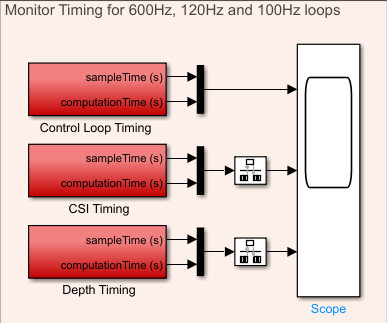 Monitor Timing for 600Hz, 120Hz and 100Hz loops
sampleTime (s)
computationTime (s)
Control Loop Timing
sampleTime (s)
computationTime (s)
CSI Timing
sampleTime (s)
computationTime (s)
Depth Timing
Scope